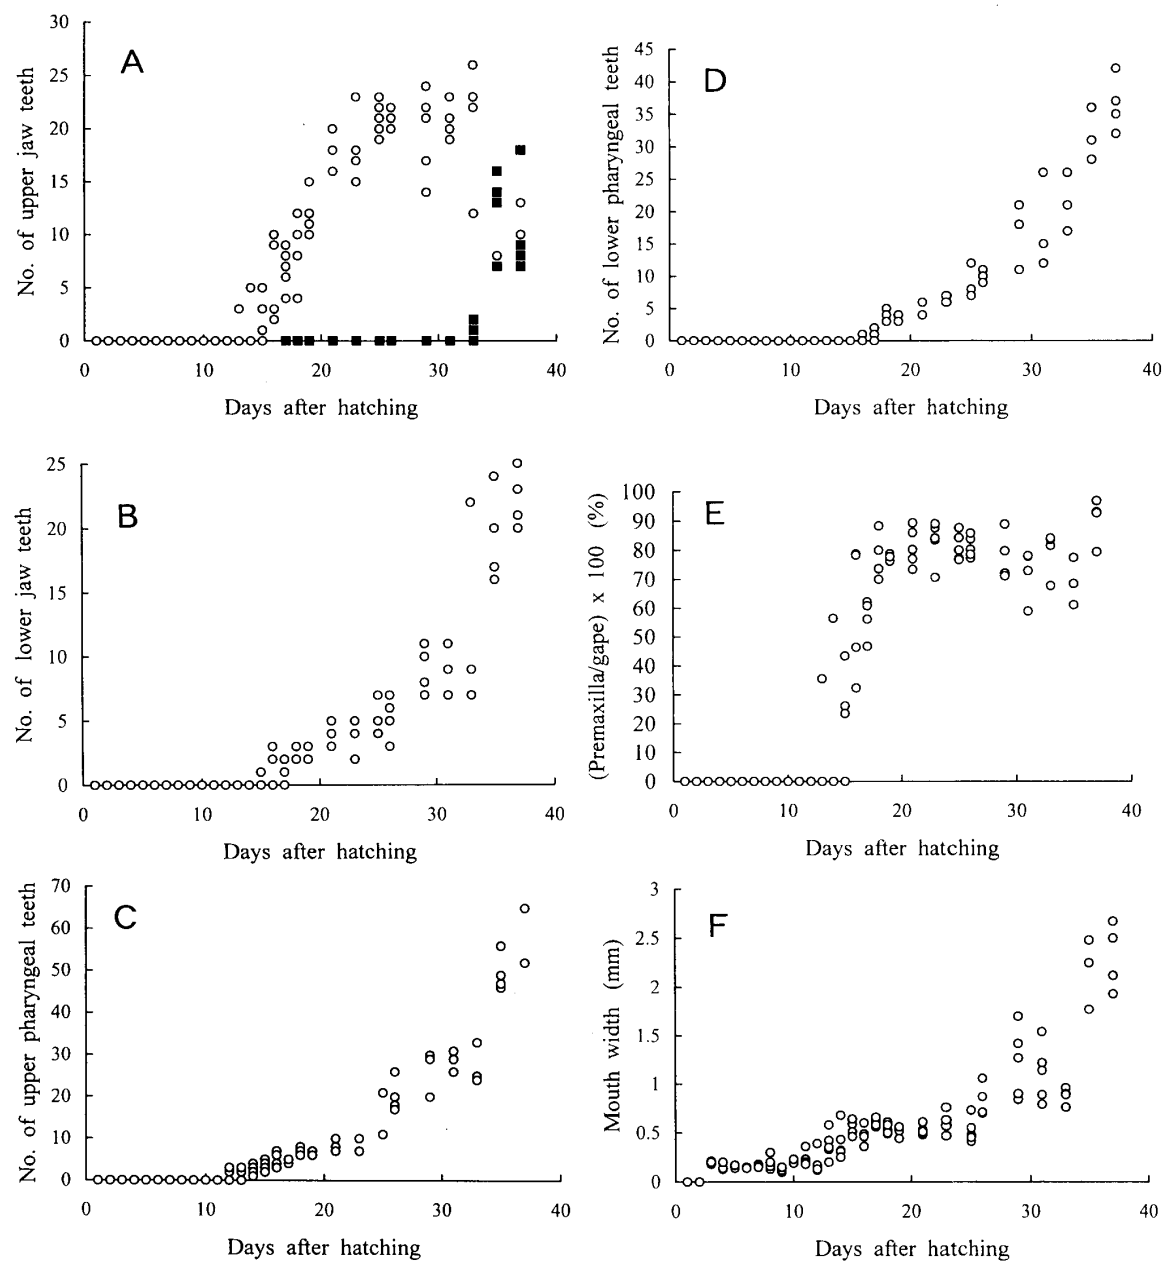 A
No. of upper jaw teeth
30
25
20
15
10
5
0
0 10 20 30 40
Days after hatching
D
No. of lower pharyngeal teeth
45
40
35
30
25
20
15
10
5
0
0 10 20 30 40
Days after hatching
B
No. of lower jaw teeth
25
20
15
10
5
0
0 10 20 30 40
Days after hatching
E
(Premaxilla/gape) x 100 (%)
100
90
80
70
60
50
40
30
20
10
0
0 10 20 30 40
Days after hatching
C
No. of upper pharyngeal teeth
70
60
50
40
30
20
10
0
0 10 20 30 40
Days after hatching
F
Mouth width (mm)
3
2.5
2
1.5
1
0.5
0
0 10 20 30 40
Days after hatching